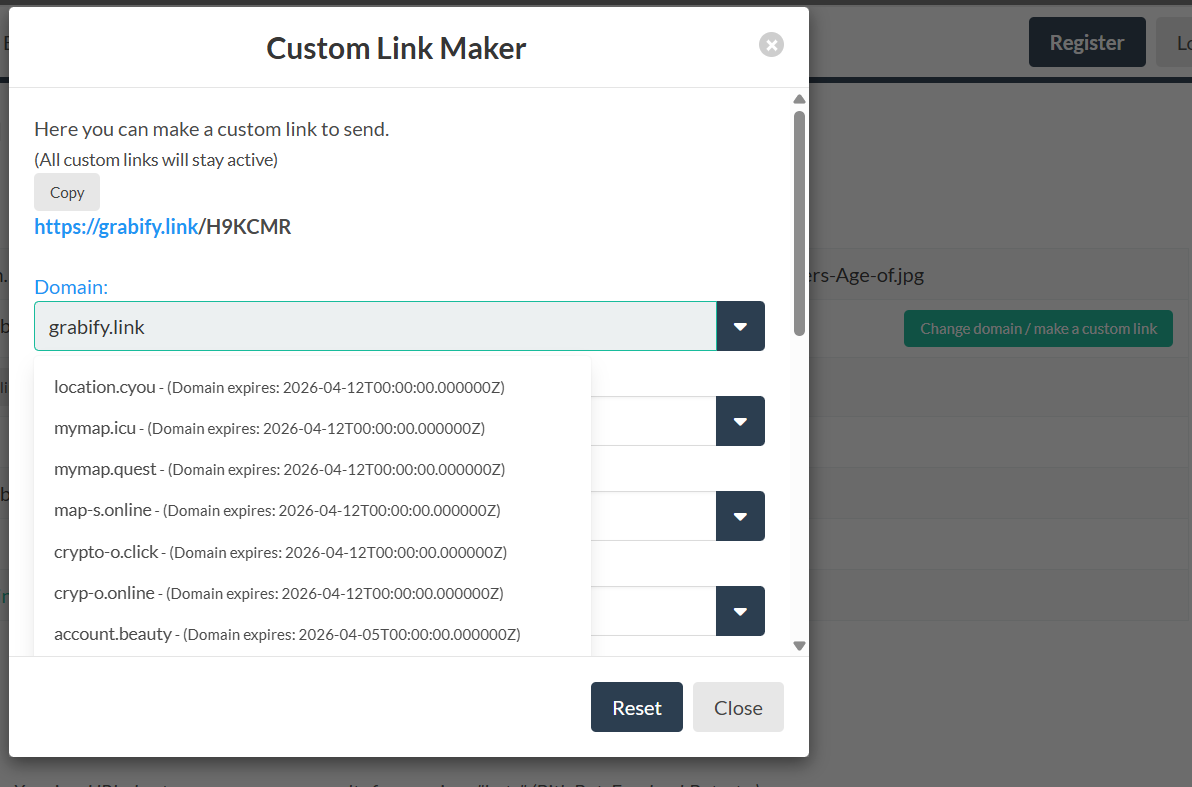 Custom Link Maker
Register
Here you can make a custom link to send.
(All custom links will stay active)
Copy
https://grabify.link/H9KCMR
Domain:
grabify.link
location.cyou - (Domain expires: 2026-04-12T00:00:00.000000Z)
mymap.icu - (Domain expires: 2026-04-12T00:00:00.000000Z)
mymap.quest - (Domain expires: 2026-04-12T00:00:00.000000Z)
map-s.online - (Domain expires: 2026-04-12T00:00:00.000000Z)
crypto-o.click - (Domain expires: 2026-04-12T00:00:00.000000Z)
cryp-o.online - (Domain expires: 2026-04-12T00:00:00.000000Z)
account.beauty - (Domain expires: 2026-04-05T00:00:00.000000Z)
ers-Age-of.jpg
Change domain / make a custom link
Reset
Close